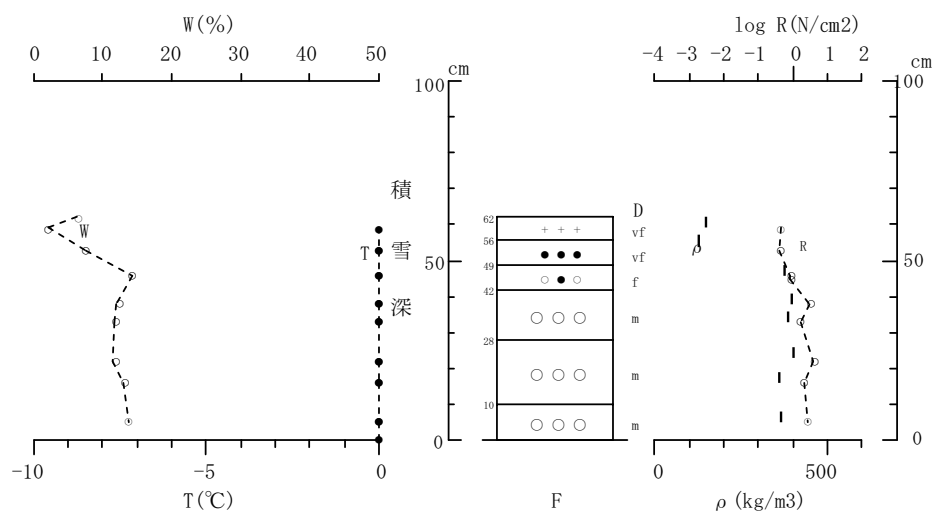 W(%)
0 10 20 30 40 50
log R(N/cm2)
-4 -3 -2 -1 0 1 2
cm
100
cm
100
積
雪
深
W
T
D
62
vf
56
vf
49
f
42
m
28
m
10
m
ρ
R
50
50
0
0
-10 -5 0
T(℃)
F
0 500
ρ (kg/m3)